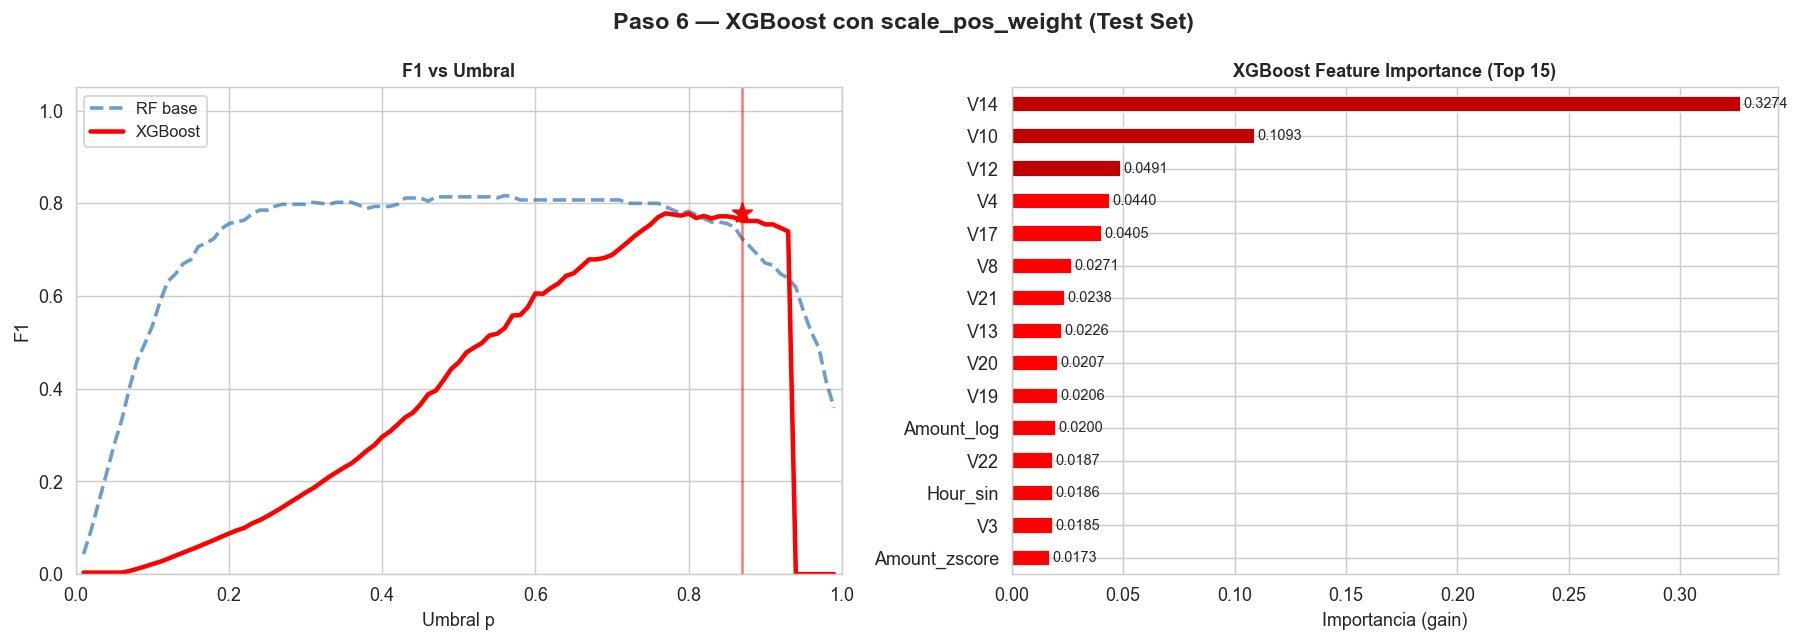 Paso 6 — XGBoost con scale_pos_weight (Test Set)
F1 vs Umbral
RF base
XGBoost
1.0
0.8
0.6
0.4
0.2
0.0
F1
0.0 0.2 0.4 0.6 0.8 1.0
Umbral p
XGBoost Feature Importance (Top 15)
V14 0.3274
V10 0.1093
V12 0.0491
V4 0.0440
V17 0.0405
V8 0.0271
V21 0.0238
V13 0.0226
V20 0.0207
V19 0.0206
Amount_log 0.0200
V22 0.0187
Hour_sin 0.0186
V3 0.0185
Amount_zscore 0.0173
0.00 0.05 0.10 0.15 0.20 0.25 0.30
Importancia (gain)